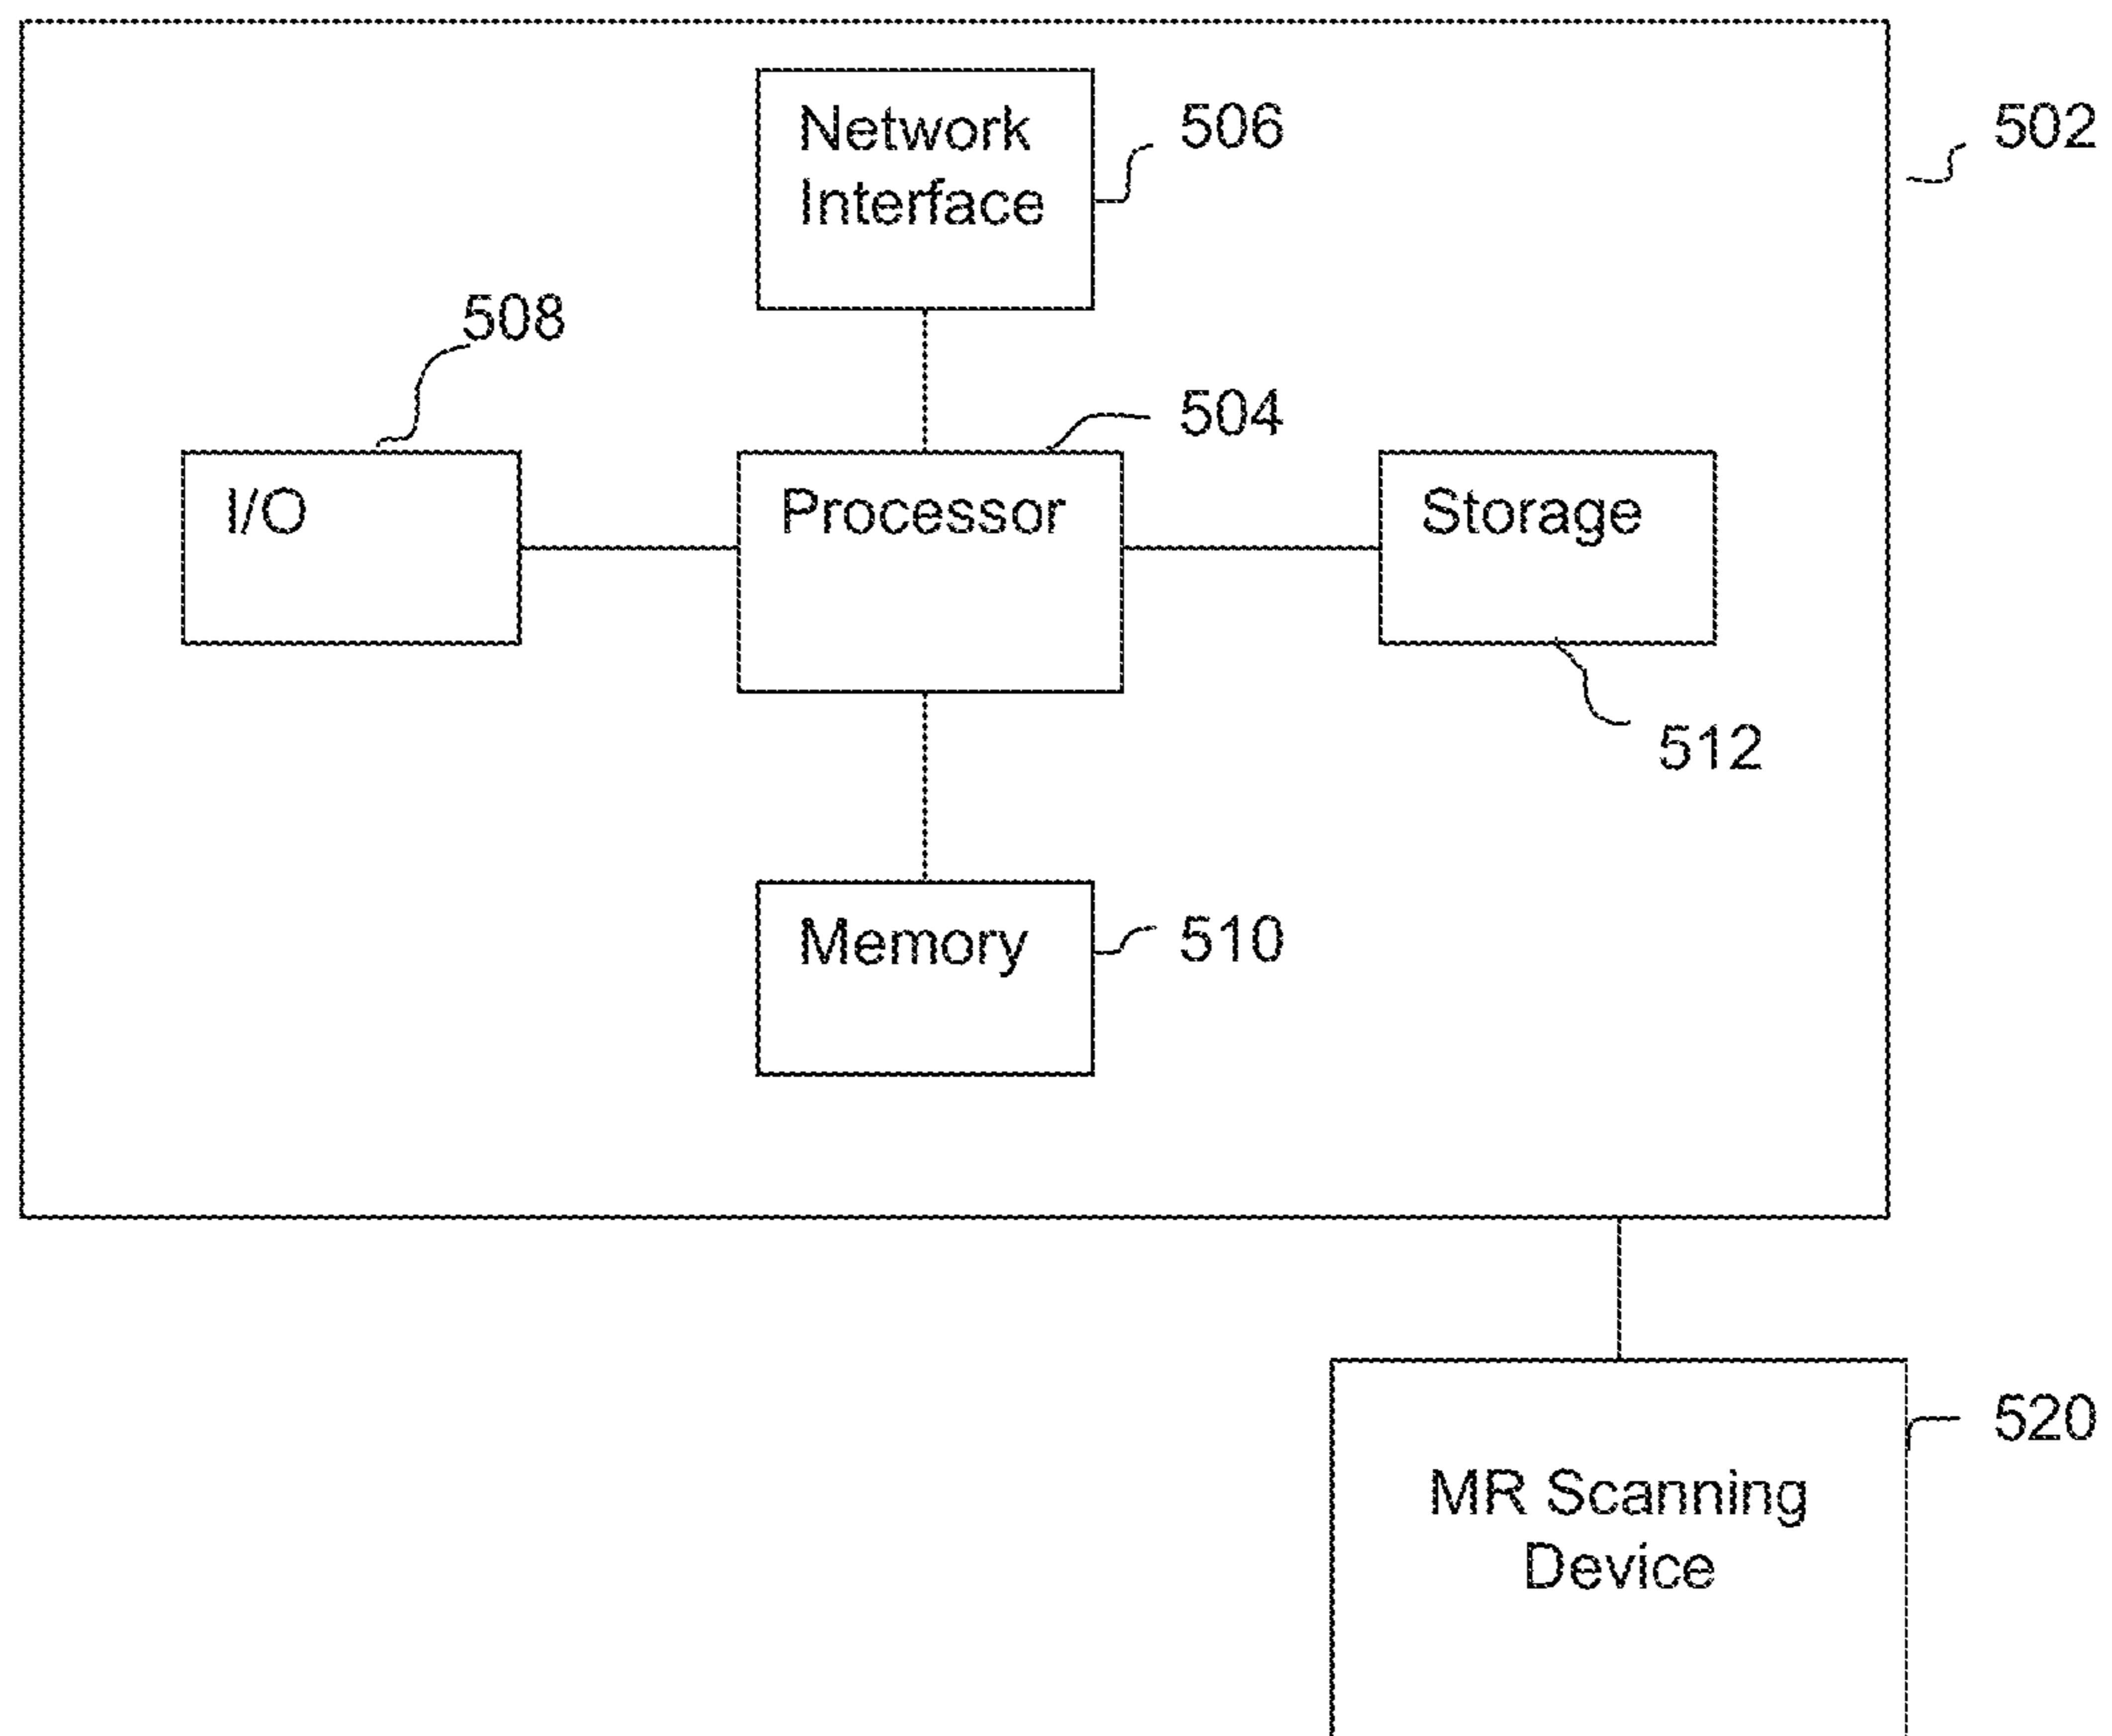 Network
Interface
506
502
508
504
I/O
Processor
Storage
512
Memory
510
520
MR Scanning
Device